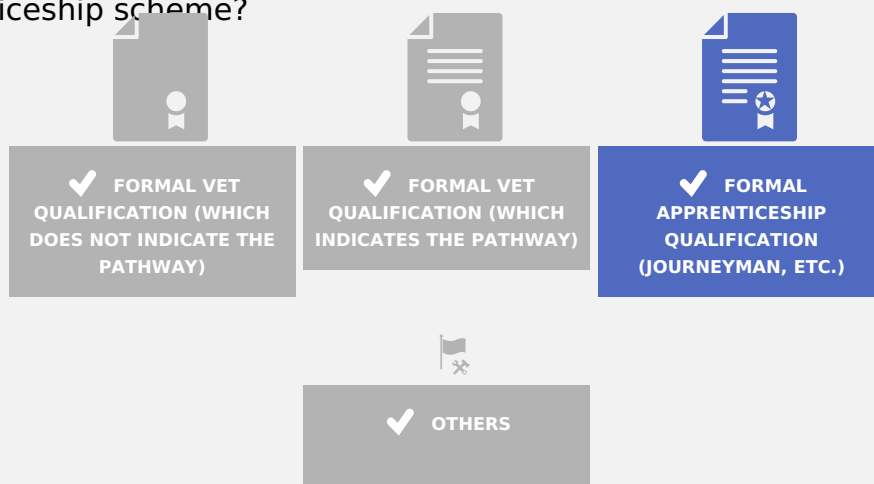 iceship scheme?
FORMAL VET
QUALIFICATION (WHICH
DOES NOT INDICATE THE
PATHWAY)
FORMAL VET
QUALIFICATION (WHICH
INDICATES THE PATHWAY)
FORMAL
APPRENTICESHIP
QUALIFICATION
(JOURNEYMAN, ETC.)
OTHERS